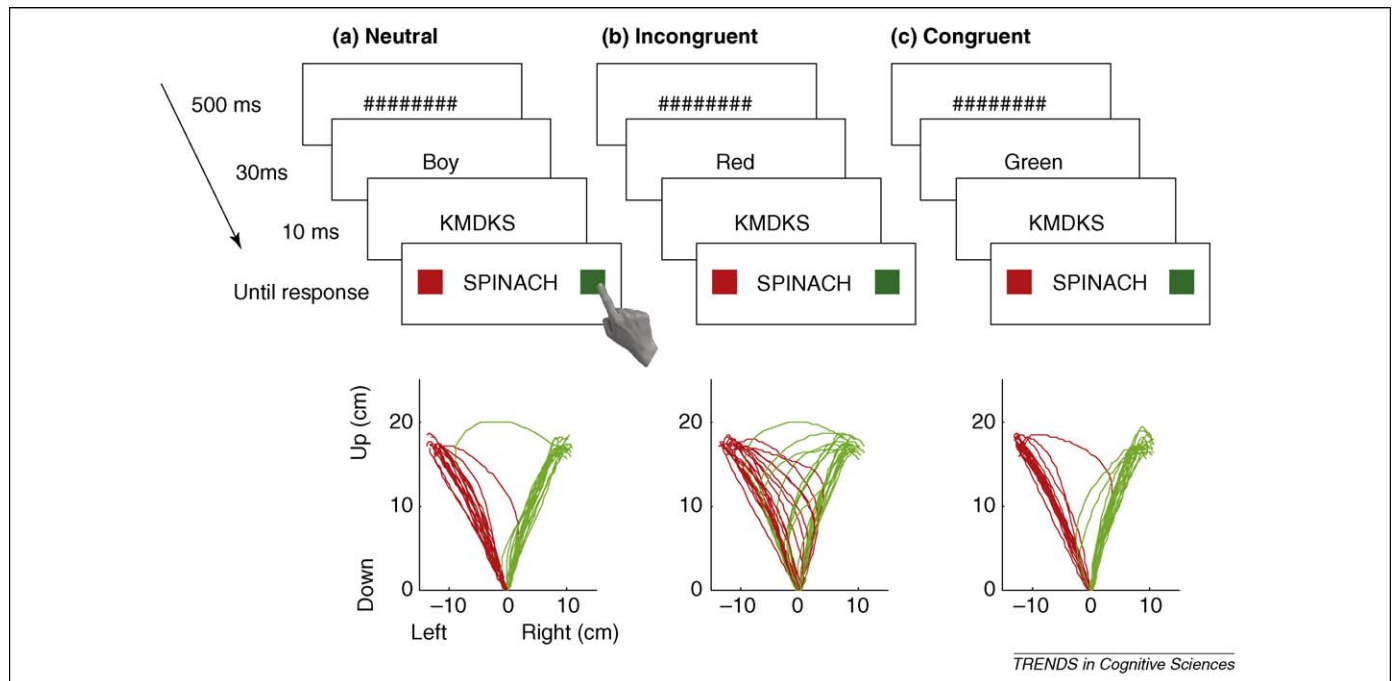 (a) Neutral
(b) Incongruent
(c) Congruent
500 ms
########
########
########
30ms
Boy
Red
Green
10 ms
KMDKS
KMDKS
KMDKS
Until response
SPINACH
SPINACH
SPINACH
Up (cm)
Down
20
10
0
–10
0
10
Left
Right (cm)
20
10
0
–10
0
10
20
10
0
–10
0
10
TRENDS in Cognitive Sciences